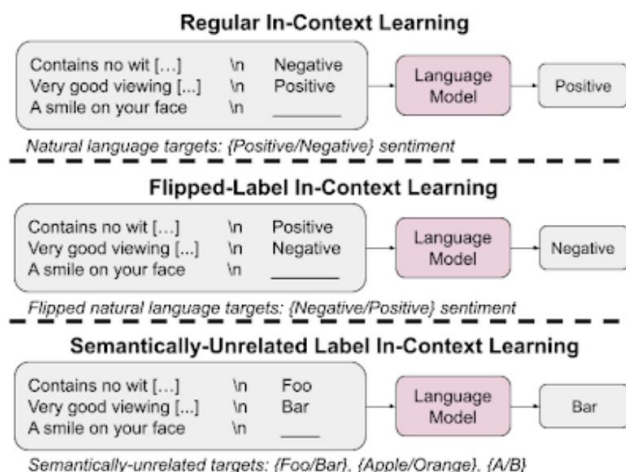 Regular In-Context Learning
Contains no wit [...] \n Negative
Very good viewing [...] \n Positive
A smile on your face \n ______
Language Model
Positive
Natural language targets: {Positive/Negative} sentiment
Flipped-Label In-Context Learning
Contains no wit [...] \n Positive
Very good viewing [...] \n Negative
A smile on your face \n ______
Language Model
Negative
Flipped natural language targets: {Negative/Positive} sentiment
Semantically-Unrelated Label In-Context Learning
Contains no wit [...] \n Foo
Very good viewing [...] \n Bar
A smile on your face \n ____
Language Model
Bar
Semantically-unrelated targets: {Foo/Bar}, {Apple/Orange}, {A/B}